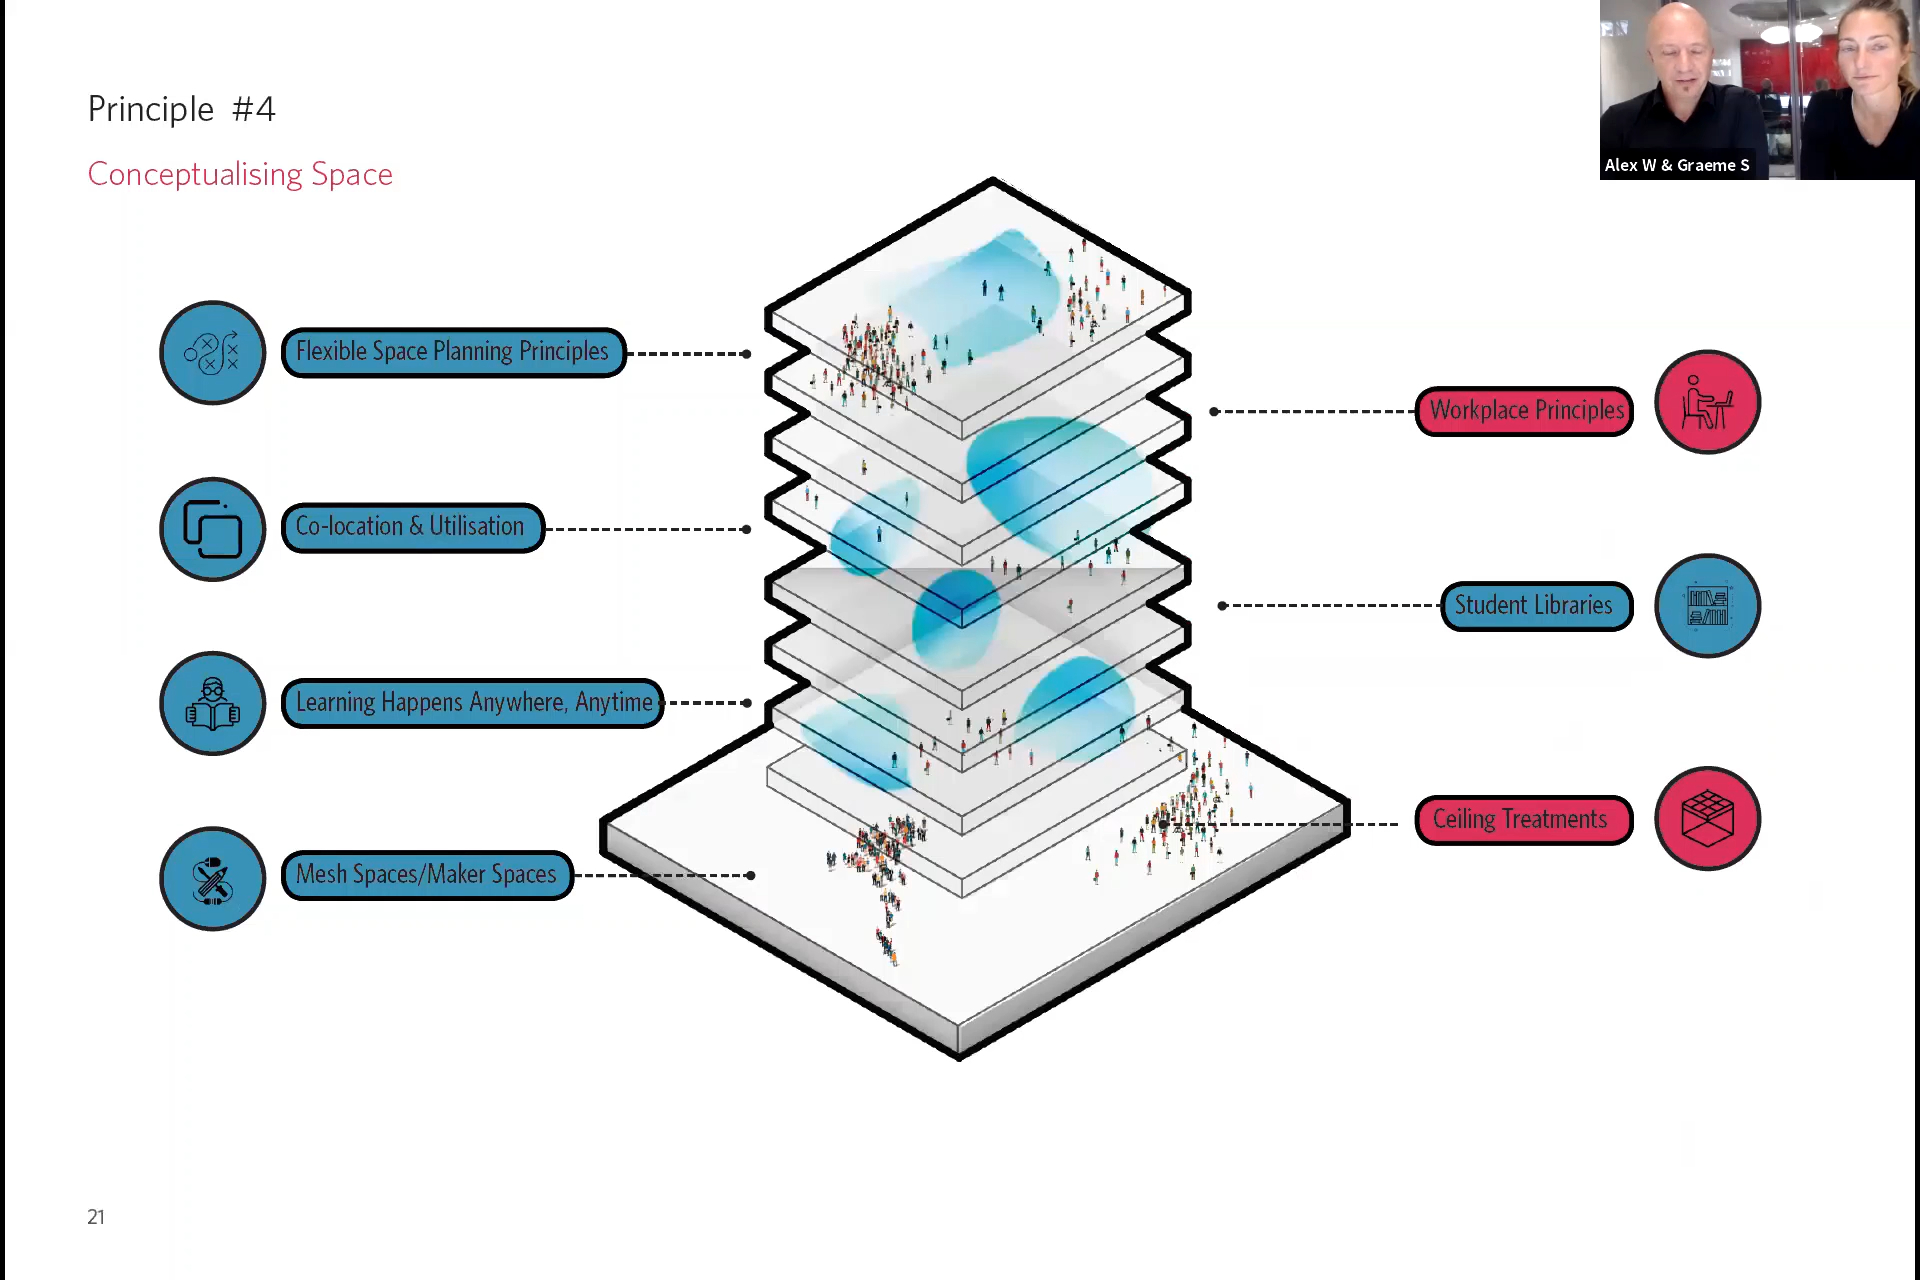 Principle #4
Conceptualising Space
Alex W & Graeme S
Flexible Space Planning Principles
Workplace Principles
Co-location & Utilisation
Student Libraries
Learning Happens Anywhere, Anytime
Ceiling Treatments
Mesh Spaces/Maker Spaces
21